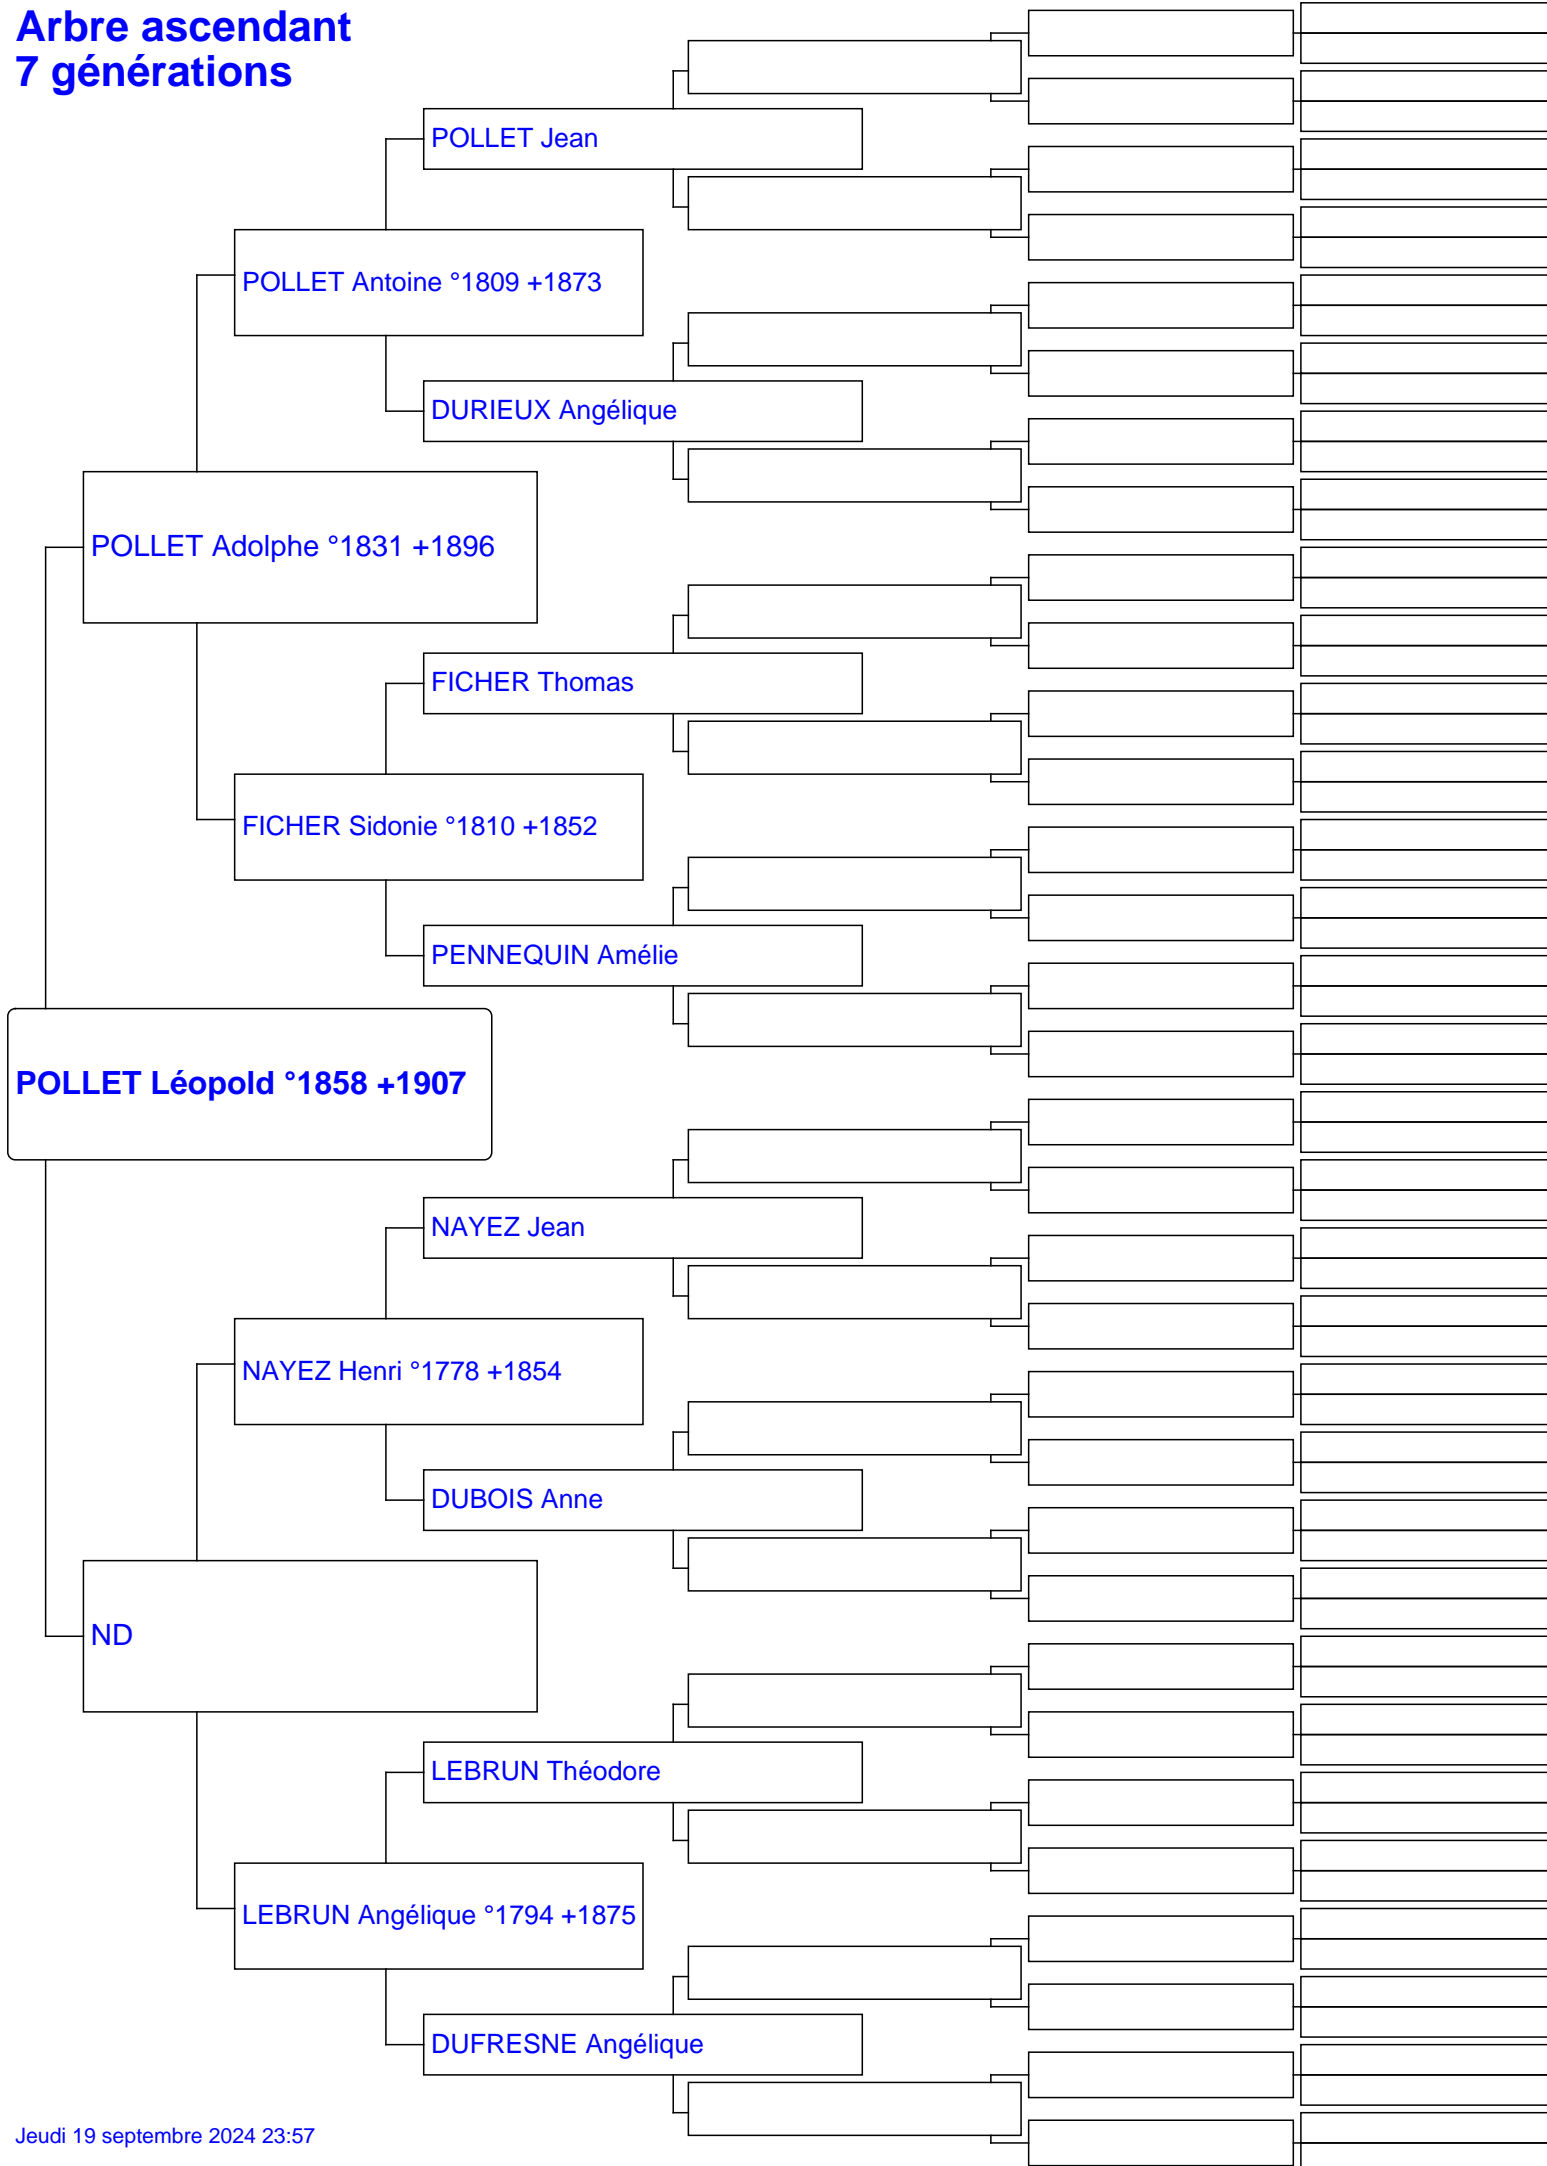 Arbre ascendant
7 générations
POLLET Jean
POLLET Antoine °1809 +1873
DURIEUX Angélique
POLLET Adolphe °1831 +1896
FICHER Thomas
FICHER Sidonie °1810 +1852
PENNEQUIN Amélie
POLLET Léopold °1858 +1907
NAYEZ Jean
NAYEZ Henri °1778 +1854
DUBOIS Anne
ND
LEBRUN Théodore
LEBRUN Angélique °1794 +1875
DUFRESNE Angélique
Jeudi 19 septembre 2024 23:57